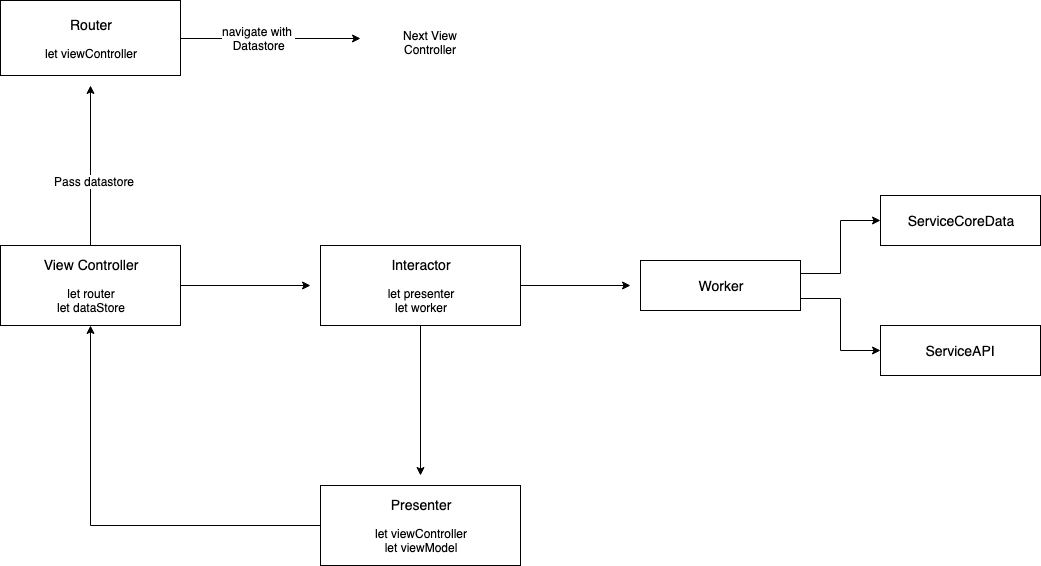 Router
let viewController
navigate with
Datastore
Next View
Controller
Pass datastore
View Controller
let router
let dataStore
Interactor
let presenter
let worker
Worker
ServiceCoreData
ServiceAPI
Presenter
let viewController
let viewModel